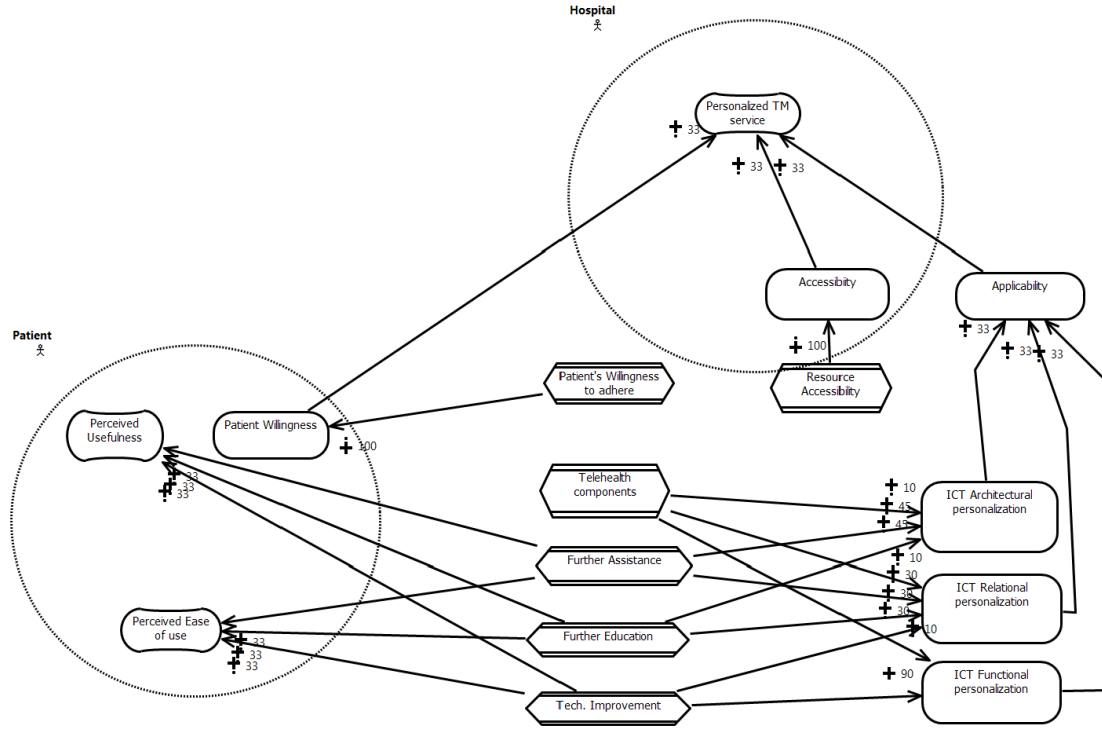 Hospital
Personalized TM
service
33
33
33
Accessibiity
Applicability
33
33
33
100
Patient
Patient's Willingness
to adhere
Resource
Accessibility
Perceived
Usefulness
Patient Willingness
100
33
33
33
Telehealth
components
10
45
45
ICT Architectural
personalization
Further Assistance
10
30
30
30
10
ICT Relational
personalization
Perceived Ease
of use
33
33
33
Further Education
90
ICT Functional
personalization
Tech. Improvement